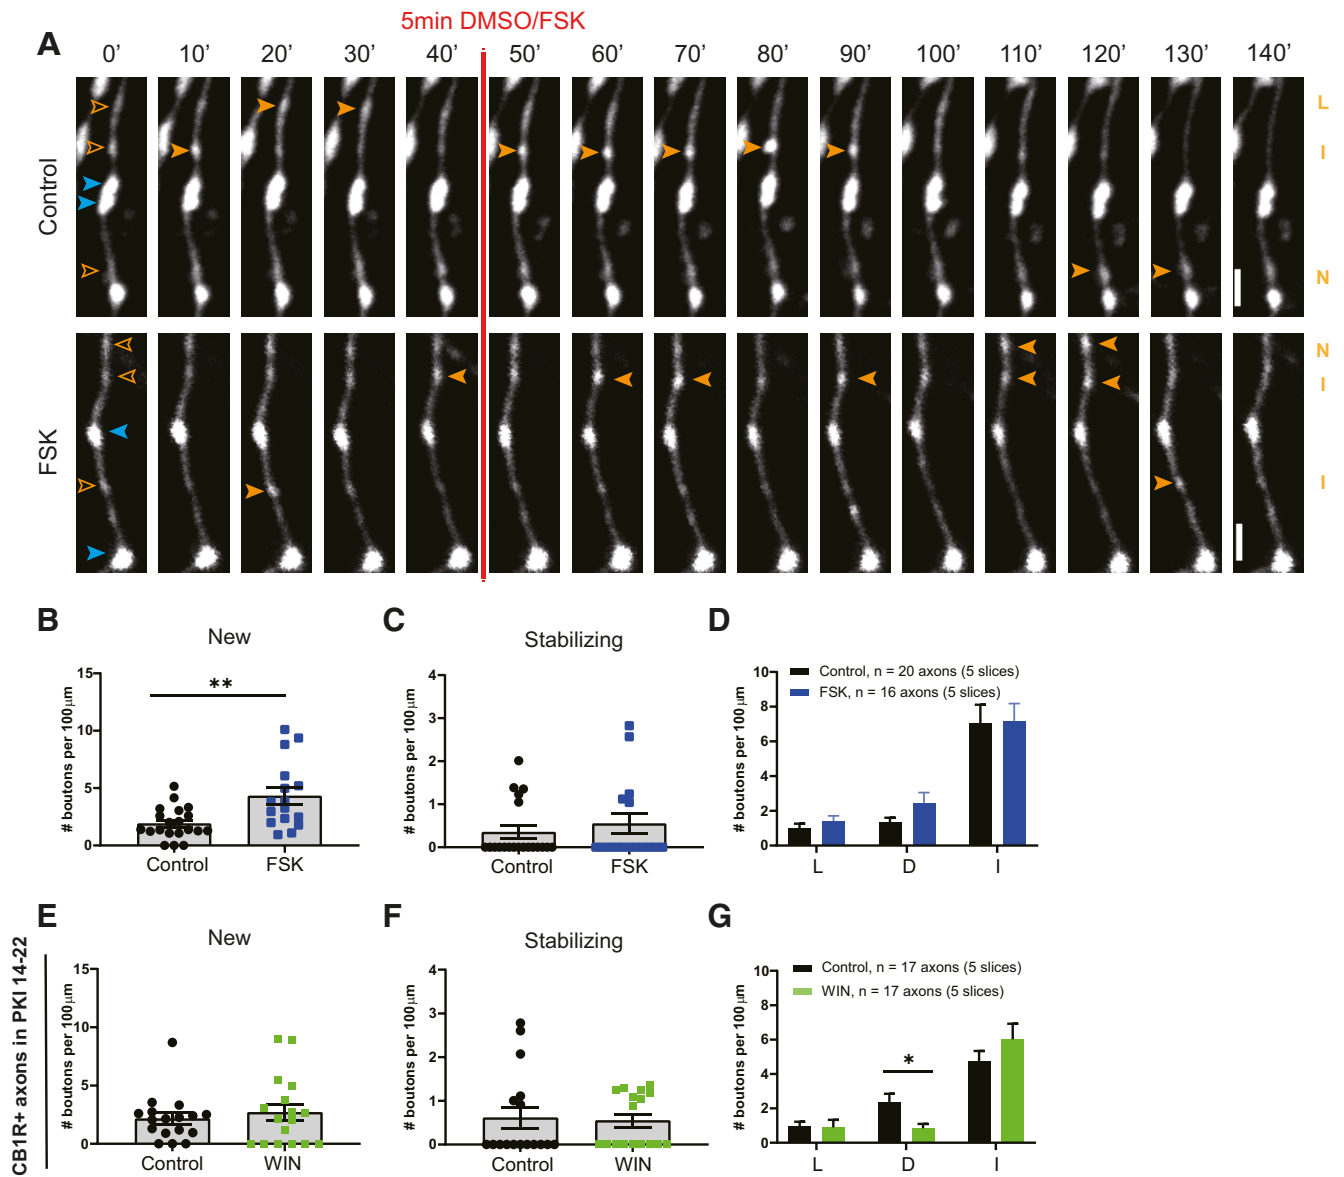 5min DMSO/FSK
A
0' 10' 20' 30' 40' 50' 60' 70' 80' 90' 100' 110' 120' 130' 140'
Control
L
I
N
FSK
N
I
I
B
New
# boutons per 100μm
15
10
5
0
**
Control FSK
C
Stabilizing
# boutons per 100μm
4
3
2
1
0
Control FSK
D
# boutons per 100μm
10
8
6
4
2
0
Control, n = 20 axons (5 slices)
FSK, n = 16 axons (5 slices)
L D I
CB1R+ axons in PKI 14-22
E
New
# boutons per 100μm
15
10
5
0
Control WIN
F
Stabilizing
# boutons per 100μm
4
3
2
1
0
Control WIN
G
# boutons per 100μm
10
8
6
4
2
0
Control, n = 17 axons (5 slices)
WIN, n = 17 axons (5 slices)
*
L D I